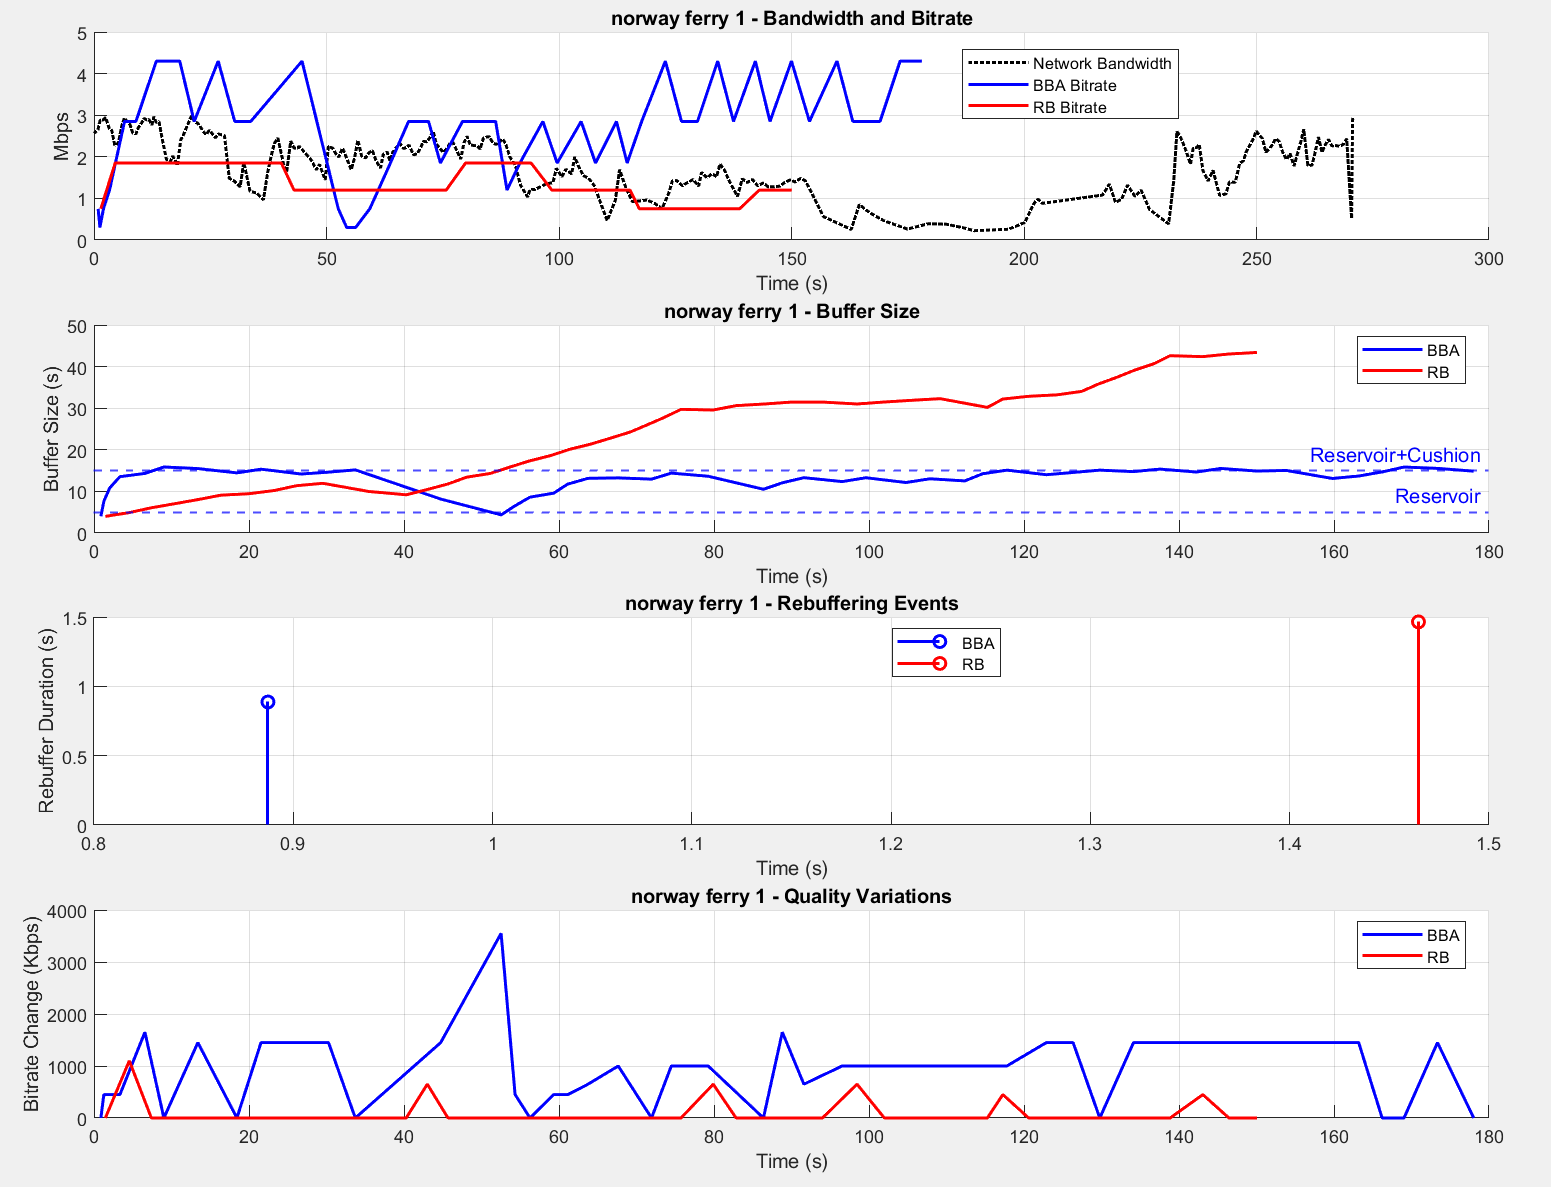 norway ferry 1 - Bandwidth and Bitrate
5
4
3
2
1
0
Mbps
Network Bandwidth
BBA Bitrate
RB Bitrate
0 50 100 150 200 250 300
Time (s)
norway ferry 1 - Buffer Size
50
40
30
20
10
0
Buffer Size (s)
BBA
RB
Reservoir+Cushion
Reservoir
0 20 40 60 80 100 120 140 160 180
Time (s)
norway ferry 1 - Rebuffering Events
1.5
1
0.5
0
Rebuffer Duration (s)
BBA
RB
0.8 0.9 1 1.1 1.2 1.3 1.4 1.5
Time (s)
norway ferry 1 - Quality Variations
4000
3000
2000
1000
0
Bitrate Change (Kbps)
BBA
RB
0 20 40 60 80 100 120 140 160 180
Time (s)